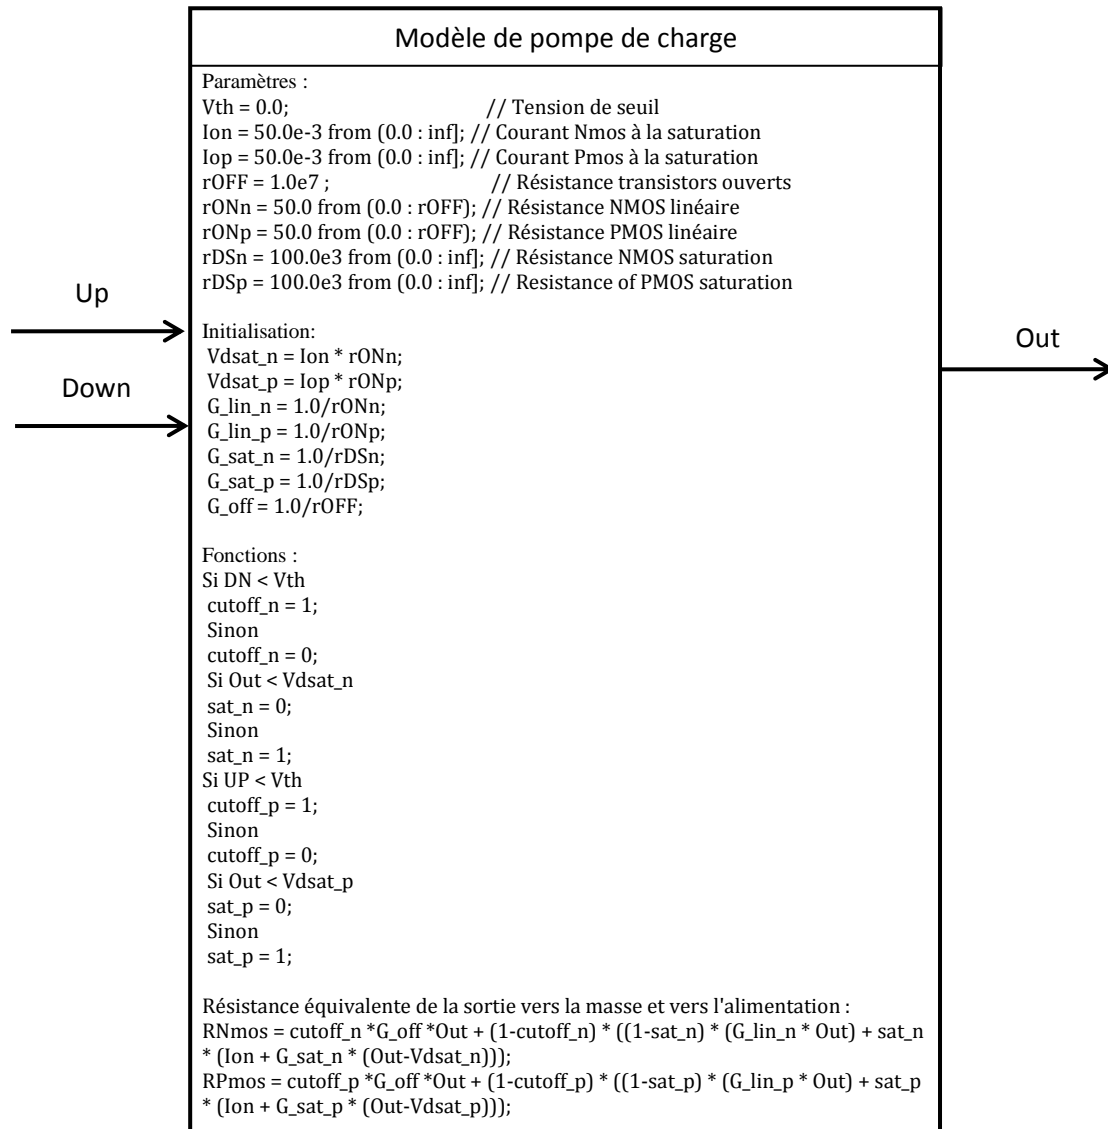 Modèle de pompe de charge
Paramètres :
Vth = 0.0; // Tension de seuil
Ion = 50.0e-3 from (0.0 : inf]; // Courant Nmos à la saturation
Iop = 50.0e-3 from (0.0 : inf]; // Courant Pmos à la saturation
rOFF = 1.0e7 ; // Résistance transistors ouverts
rONn = 50.0 from (0.0 : rOFF); // Résistance NMOS linéaire
rONp = 50.0 from (0.0 : rOFF); // Résistance PMOS linéaire
rDSn = 100.0e3 from (0.0 : inf]; // Résistance NMOS saturation
rDSp = 100.0e3 from (0.0 : inf]; // Resistance of PMOS saturation
Up
Down
Out
Initialisation:
Vdsat_n = Ion * rONn;
Vdsat_p = Iop * rONp;
G_lin_n = 1.0/rONn;
G_lin_p = 1.0/rONp;
G_sat_n = 1.0/rDSn;
G_sat_p = 1.0/rDSp;
G_off = 1.0/rOFF;
Fonctions :
Si DN < Vth
cutoff_n = 1;
Sinon
cutoff_n = 0;
Si Out < Vdsat_n
sat_n = 0;
Sinon
sat_n = 1;
Si UP < Vth
cutoff_p = 1;
Sinon
cutoff_p = 0;
Si Out < Vdsat_p
sat_p = 0;
Sinon
sat_p = 1;
Résistance équivalente de la sortie vers la masse et vers l'alimentation :
RNmos = cutoff_n *G_off *Out + (1-cutoff_n) * ((1-sat_n) * (G_lin_n * Out) + sat_n
* (Ion + G_sat_n * (Out-Vdsat_n)));
RPmos = cutoff_p *G_off *Out + (1-cutoff_p) * ((1-sat_p) * (G_lin_p * Out) + sat_p
* (Ion + G_sat_p * (Out-Vdsat_p)));